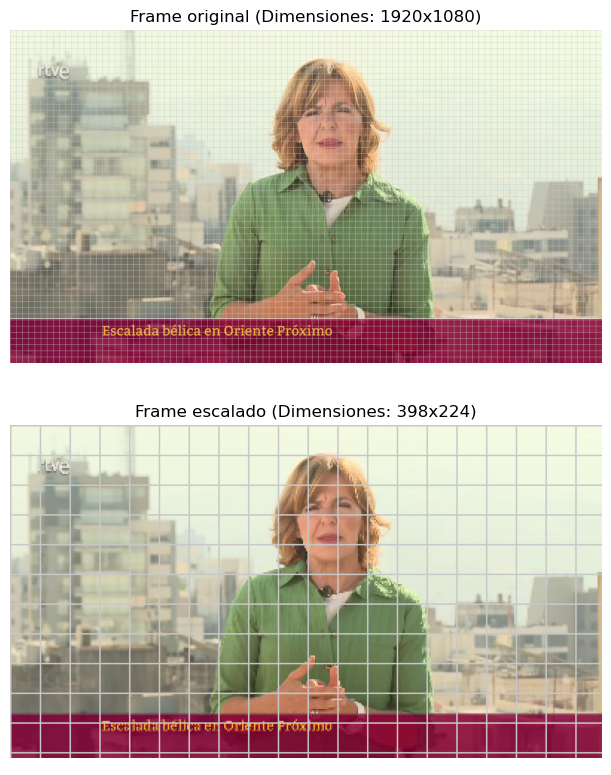 Frame original (Dimensiones: 1920x1080)
rtve
Escalada bélica en Oriente Próximo
Frame escalado (Dimensiones: 398x224)
rtve
Escalada bélica en Oriente Próximo